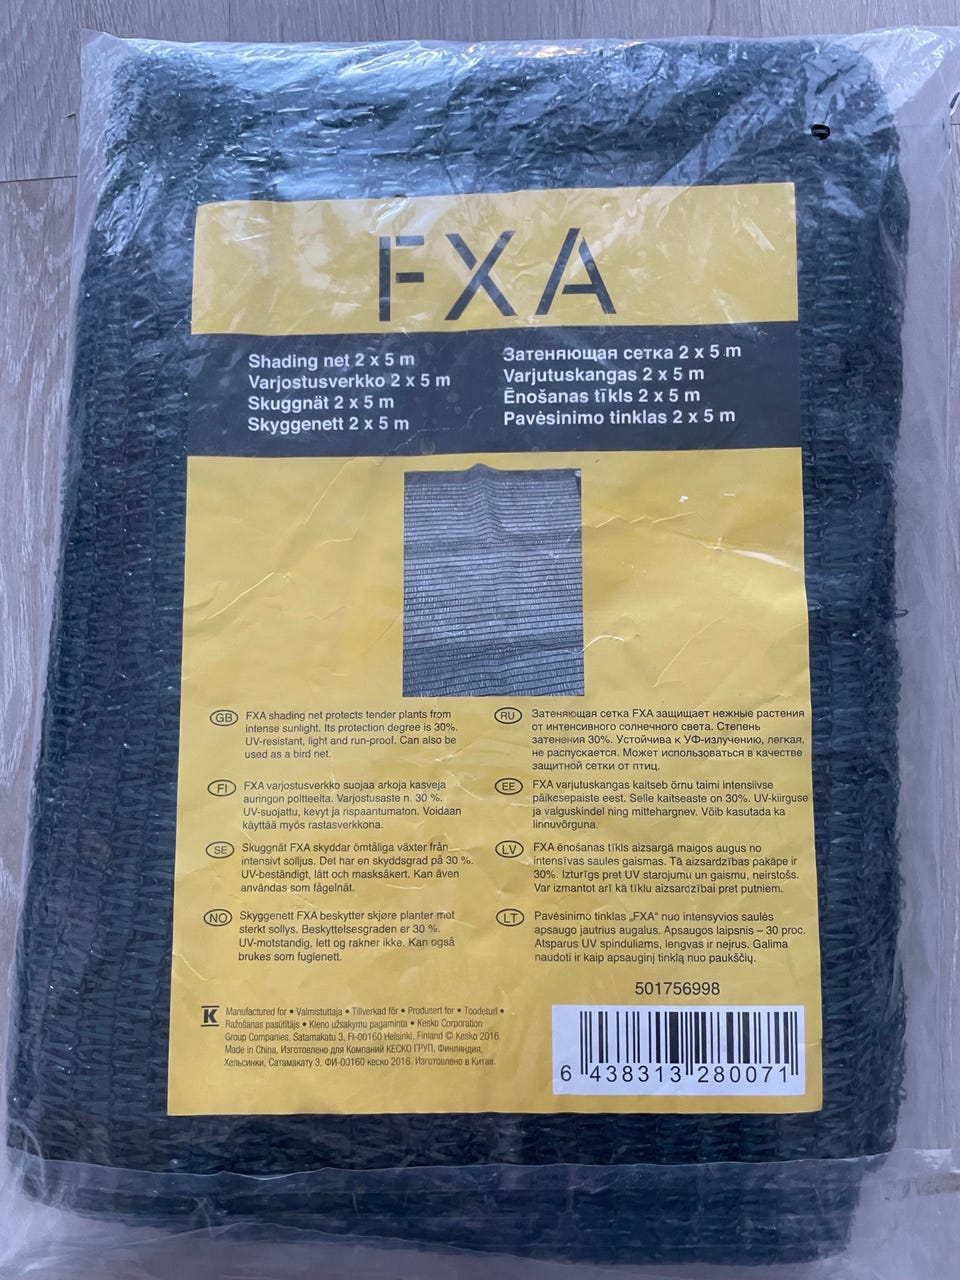 FXA
Shading net 2 x 5 m
Varjostusverkko 2 x 5 m
Skuggnät 2 x 5 m
Skyggenett 2 x 5 m
Затеняющая сетка 2 x 5 m
Varjutuskangas 2 x 5 m
Ēnošanas tīkls 2 x 5 m
Pavėsinimo tinklas 2 x 5 m
GB FXA shading net protects tender plants from
intense sunlight. Its protection degree is 30%.
UV-resistant, light and run-proof. Can also be
used as a bird net.
FI FXA varjostusverkko suojaa arkoja kasveja
auringon poltteelta. Varjostusaste n. 30 %.
UV-suojattu, kevyt ja rispaantumaton. Voidaan
käyttää myös rastasverkkona.
SE Skuggnät FXA skyddar ömtåliga växter från
intensivt solljus. Det har en skyddsgrad på 30 %.
UV-beständigt, lätt och masksäkert. Kan även
användas som fågelnät.
NO Skyggenett FXA beskytter skjøre planter mot
sterkt sollys. Beskyttelsesgraden er 30 %.
UV-motstandig, lett og rakner ikke. Kan også
brukes som fuglenett.
RU Затеняющая сетка FXA защищает нежные растения
от интенсивного солнечного света. Степень
затенения 30%. Устойчива к УФ-излучению, легкая,
не распускается. Может использоваться в качестве
защитной сетки от птиц.
EE FXA varjutuskangas kaitseb õrnu taimi intensiivse
päikesepaiste eest. Selle kaitseaste on 30%. UV-kiirguse
ja valguskindel ning mittehargnev. Võib kasutada ka
linnuvõrguna.
LV FXA ēnošanas tīkls aizsargā maigos augus no
intensīvas saules gaismas. Tā aizsardzības pakāpe ir
30%. Izturīgs pret UV starojumu un gaismu, neirstošs.
Var izmantot arī kā tīklu aizsardzībai pret putniem.
LT Pavėsinimo tinklas „FXA“ nuo intensyvios saulės
apsaugo jautrius augalus. Apsaugos laipsnis – 30 proc.
Atsparus UV spinduliams, lengvas ir neįrus. Galima
naudoti ir kaip apsauginį tinklą nuo paukščių.
K Manufactured for • Valmistuttaja • Tillverkad för • Produsert for • Toodetud •
Ražošanas pasūtītājs • Kieno užsakymu pagaminta • Kesko Corporation
Group Companies, Satamakatu 3, FI-00160 Helsinki, Finland © Kesko 2016.
Made in China. Изготовлено для Компаний КЕСКО ГРУП, Финляндия,
Хельсинки, Сатамакату 3, ФИ-00160 кеско 2016. Изготовлено в Китае.
501756998
6 438313 280071